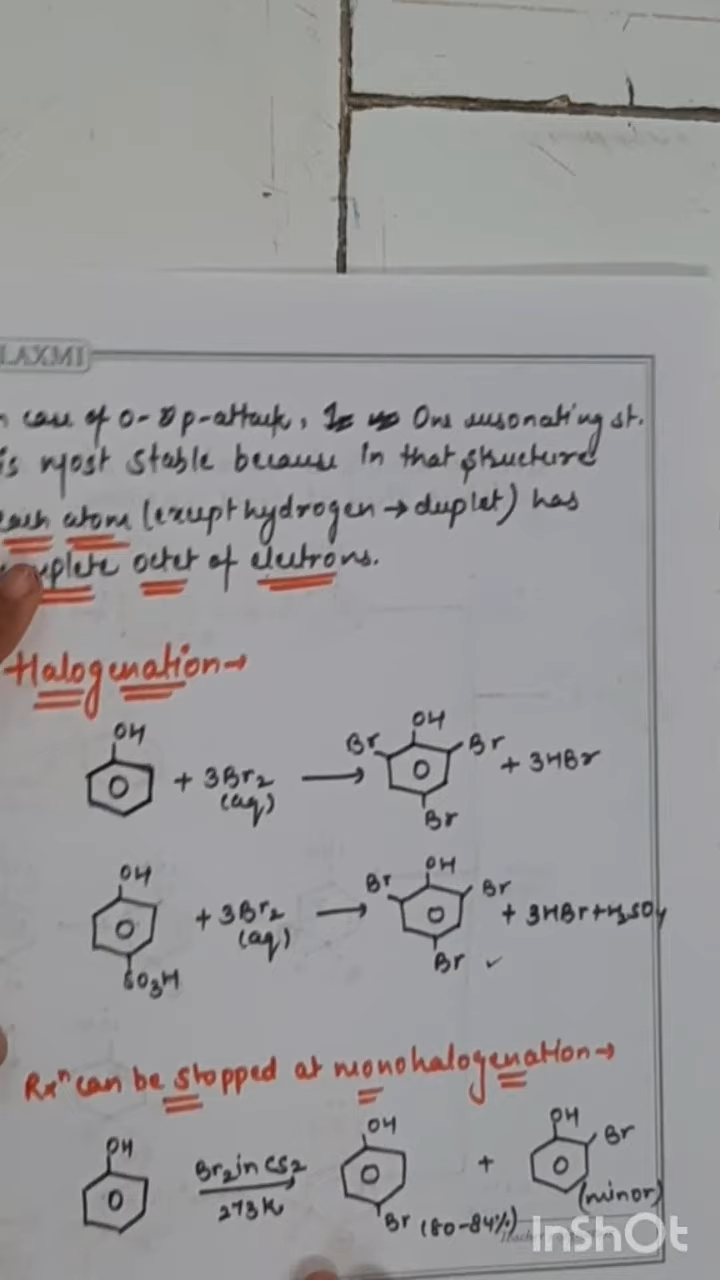 LAXMI
case of o- & p-attack, One resonating st.
is most stable because in that structure
each atom (except hydrogen → duplet) has
complete octet of electrons.
Halogenation→
OH
+ 3Br2 (aq) → Br OH Br Br + 3HBr
OH
SO3H
+ 3Br2 (aq) → Br OH Br Br + 3HBr + H2SO4
Rxⁿ can be stopped at monohalogenation→
OH
Br2 in CS2
273K
OH
Br (80-84%)
+
OH
Br
(minor)
InShOt